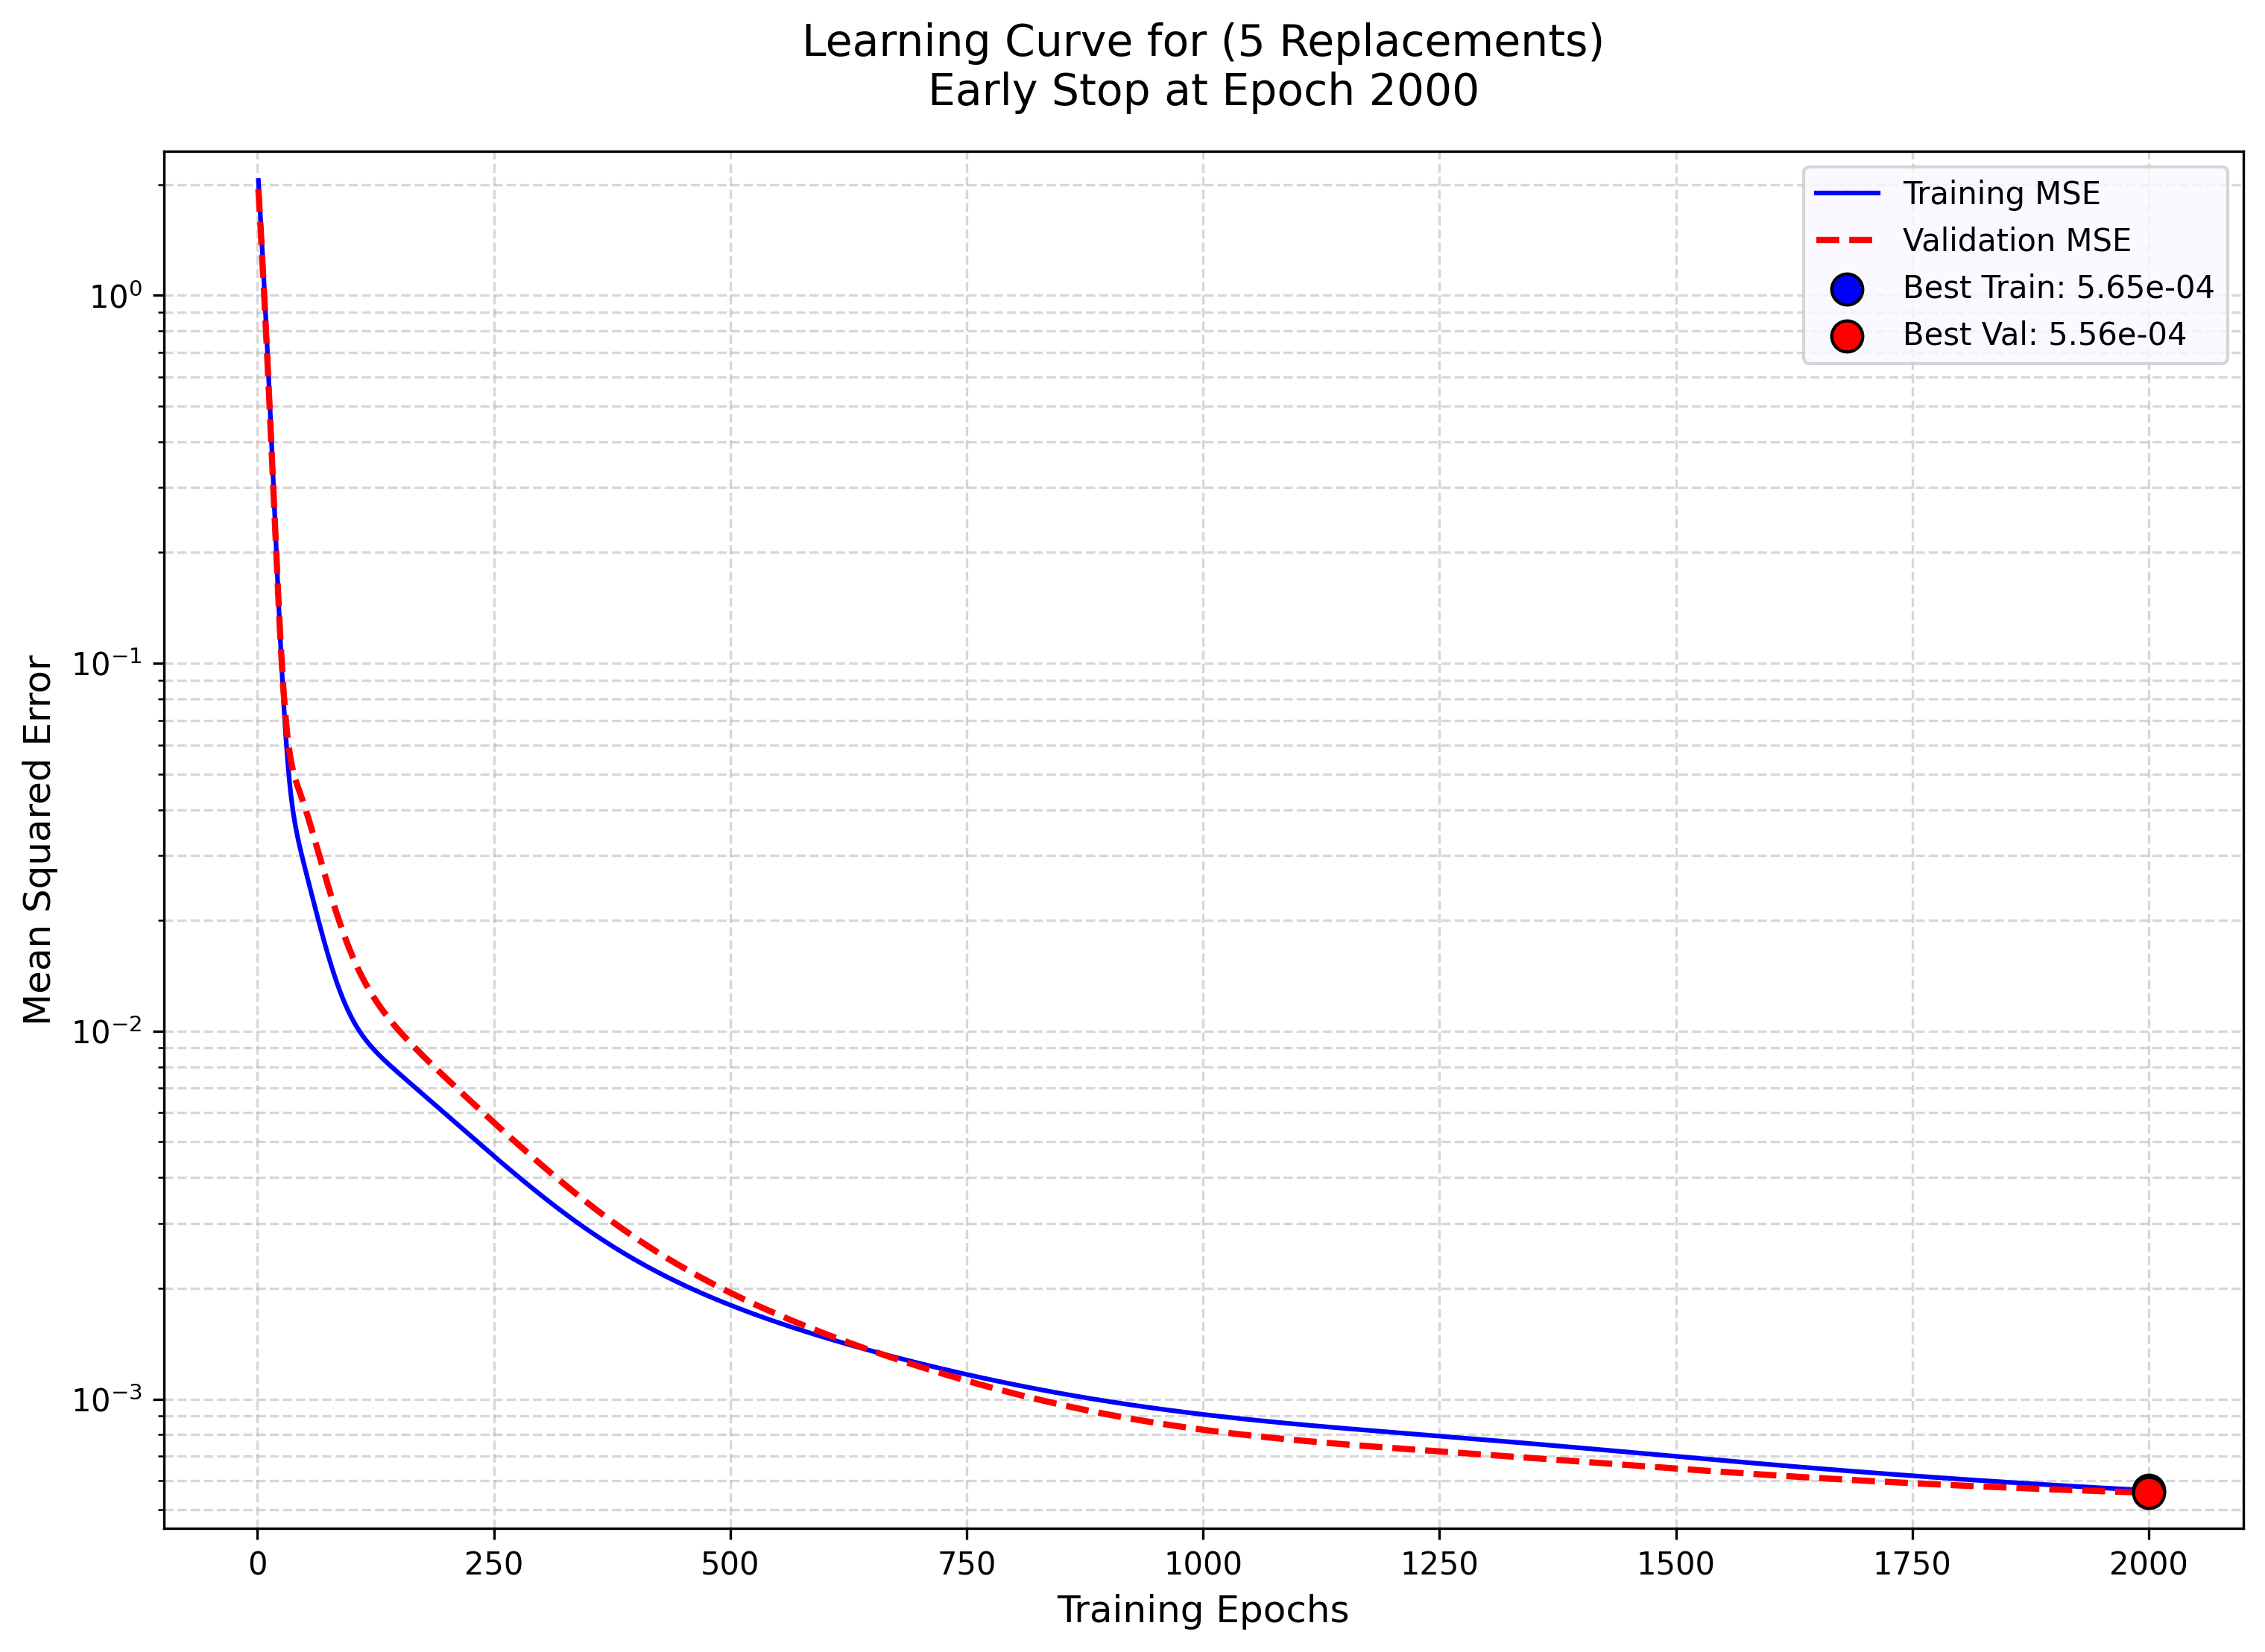 Learning Curve for (5 Replacements)
Early Stop at Epoch 2000
Training MSE
Validation MSE
Best Train: 5.65e-04
Best Val: 5.56e-04
Mean Squared Error
10⁰
10⁻¹
10⁻²
10⁻³
0 250 500 750 1000 1250 1500 1750 2000
Training Epochs